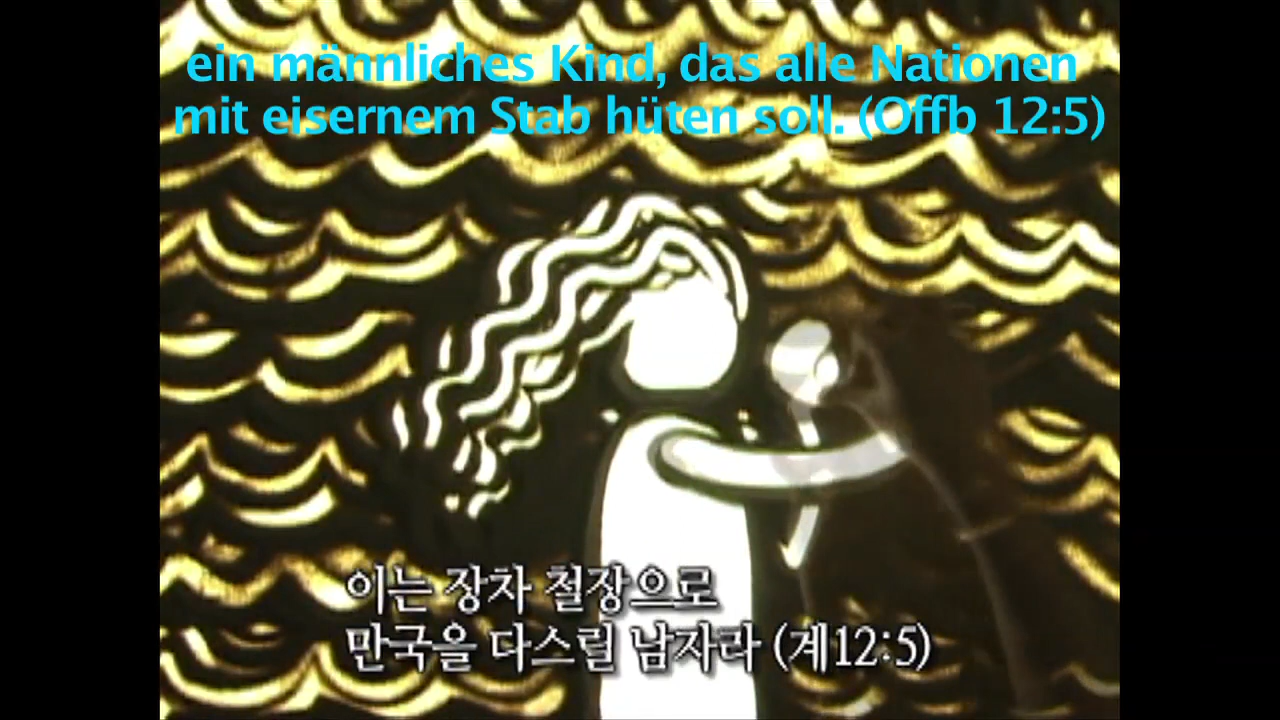 ein männliches Kind, das alle Nationen
mit eisernem Stab hüten soll. (Offb 12:5)
이는 장차 철장으로
만국을 다스릴 남자라 (계12:5)